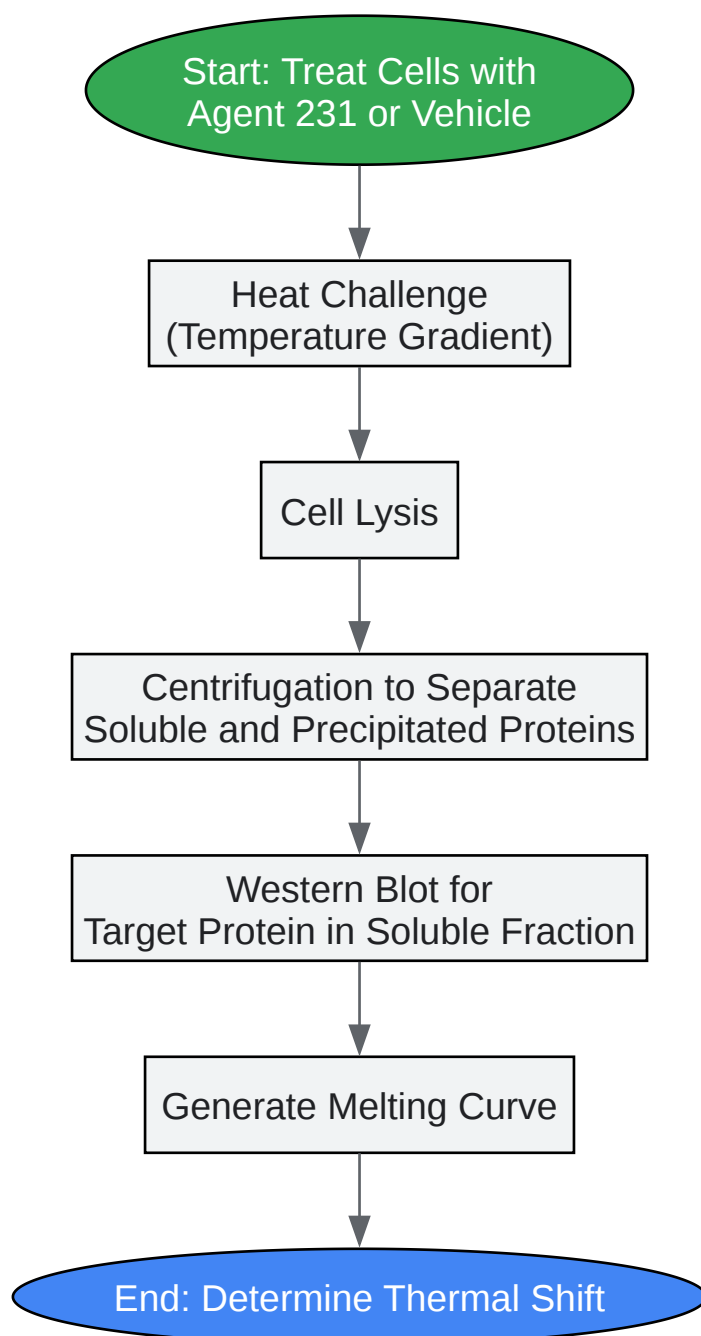 Start: Treat Cells with
Agent 231 or Vehicle
Heat Challenge
(Temperature Gradient)
Cell Lysis
Centrifugation to Separate
Soluble and Precipitated Proteins
Western Blot for
Target Protein in Soluble Fraction
Generate Melting Curve
End: Determine Thermal Shift